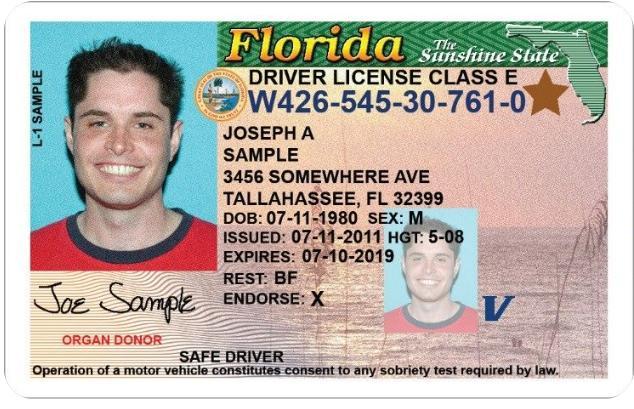 Florida The Sunshine State
DRIVER LICENSE CLASS E
W426-545-30-761-0
L-1 SAMPLE
JOSEPH A
SAMPLE
3456 SOMEWHERE AVE
TALLAHASSEE, FL 32399
DOB: 07-11-1980 SEX: M
ISSUED: 07-11-2011 HGT: 5-08
EXPIRES: 07-10-2019
REST: BF
ENDORSE: X
V
Joe Sample
ORGAN DONOR
SAFE DRIVER
Operation of a motor vehicle constitutes consent to any sobriety test required by law.